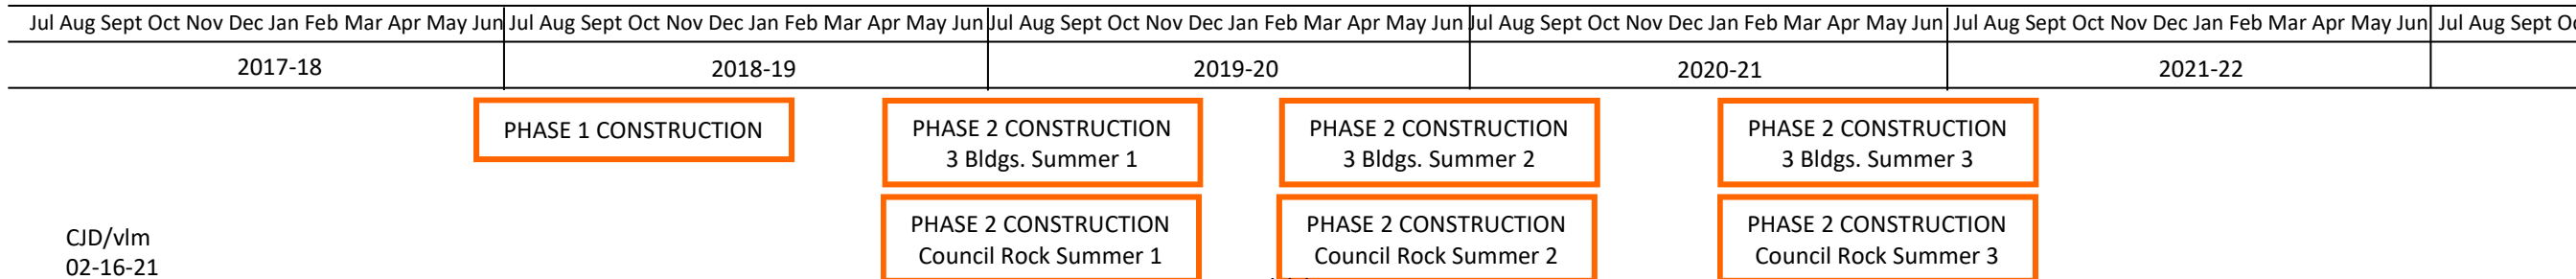 Jul Aug Sept Oct Nov Dec Jan Feb Mar Apr May Jun Jul Aug Sept Oct Nov Dec Jan Feb Mar Apr May Jun Jul Aug Sept Oct Nov Dec Jan Feb Mar Apr May Jun Jul Aug Sept Oct Nov Dec Jan Feb Mar Apr May Jun Jul Aug Sept Oct Nov Dec Jan Feb Mar Apr May Jun Jul Aug Sept
2017-18 2018-19 2019-20 2020-21 2021-22
PHASE 1 CONSTRUCTION
PHASE 2 CONSTRUCTION
3 Bldgs. Summer 1
PHASE 2 CONSTRUCTION
3 Bldgs. Summer 2
PHASE 2 CONSTRUCTION
3 Bldgs. Summer 3
PHASE 2 CONSTRUCTION
Council Rock Summer 1
PHASE 2 CONSTRUCTION
Council Rock Summer 2
PHASE 2 CONSTRUCTION
Council Rock Summer 3
CJD/vlm
02-16-21